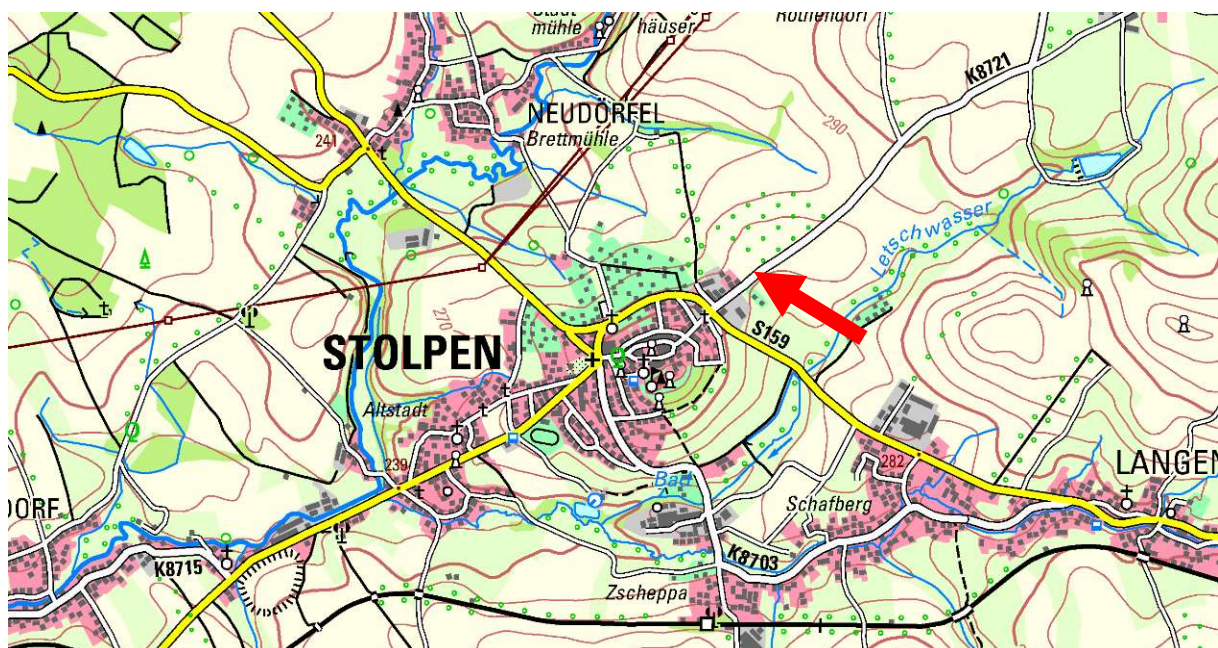 mühle
häuser
K8721
NEUDÖRFEL
Brettmühle
241
290
Letschwasser
270
STOLPEN
S159
Altstadt
239
282
LANGEN
DORF
Bad
Schafberg
K8715
K8703
Zscheppa